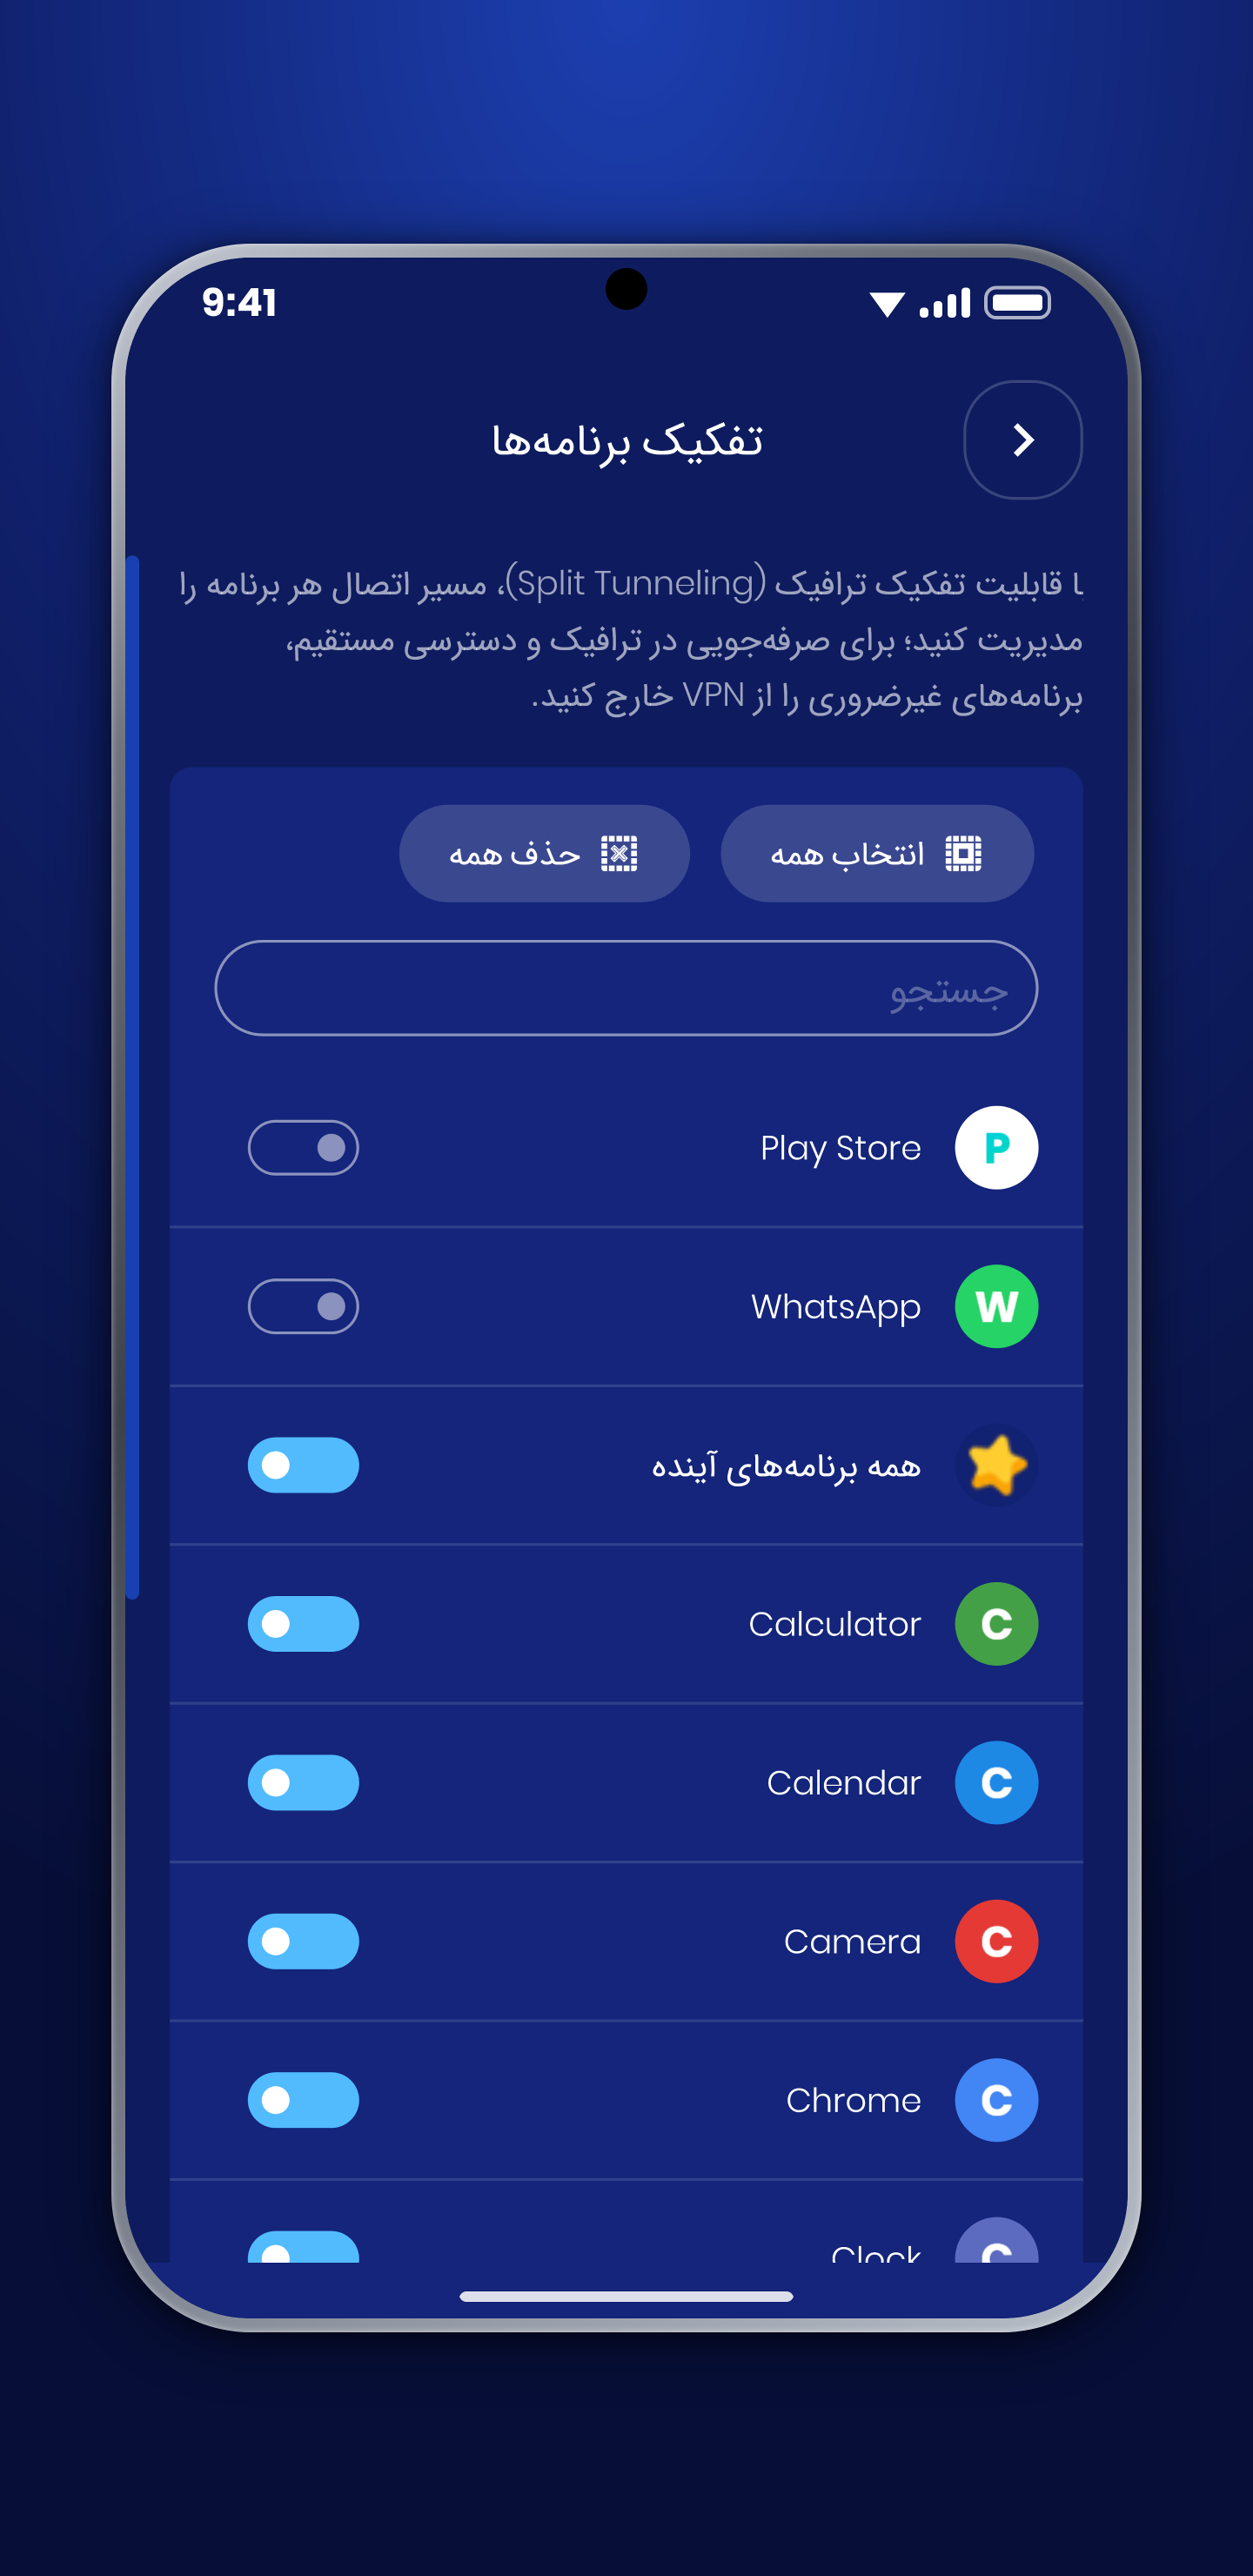 9:41
تفکیک برنامه‌ها
با قابلیت تفکیک ترافیک (Split Tunneling)، مسیر اتصال هر برنامه را
مدیریت کنید؛ برای صرفه‌جویی در ترافیک و دسترسی مستقیم،
برنامه‌های غیرضروری را از VPN خارج کنید.
انتخاب همه
حذف همه
جستجو
P Play Store
W WhatsApp
همه برنامه‌های آینده
C Calculator
C Calendar
C Camera
C Chrome
C Clock